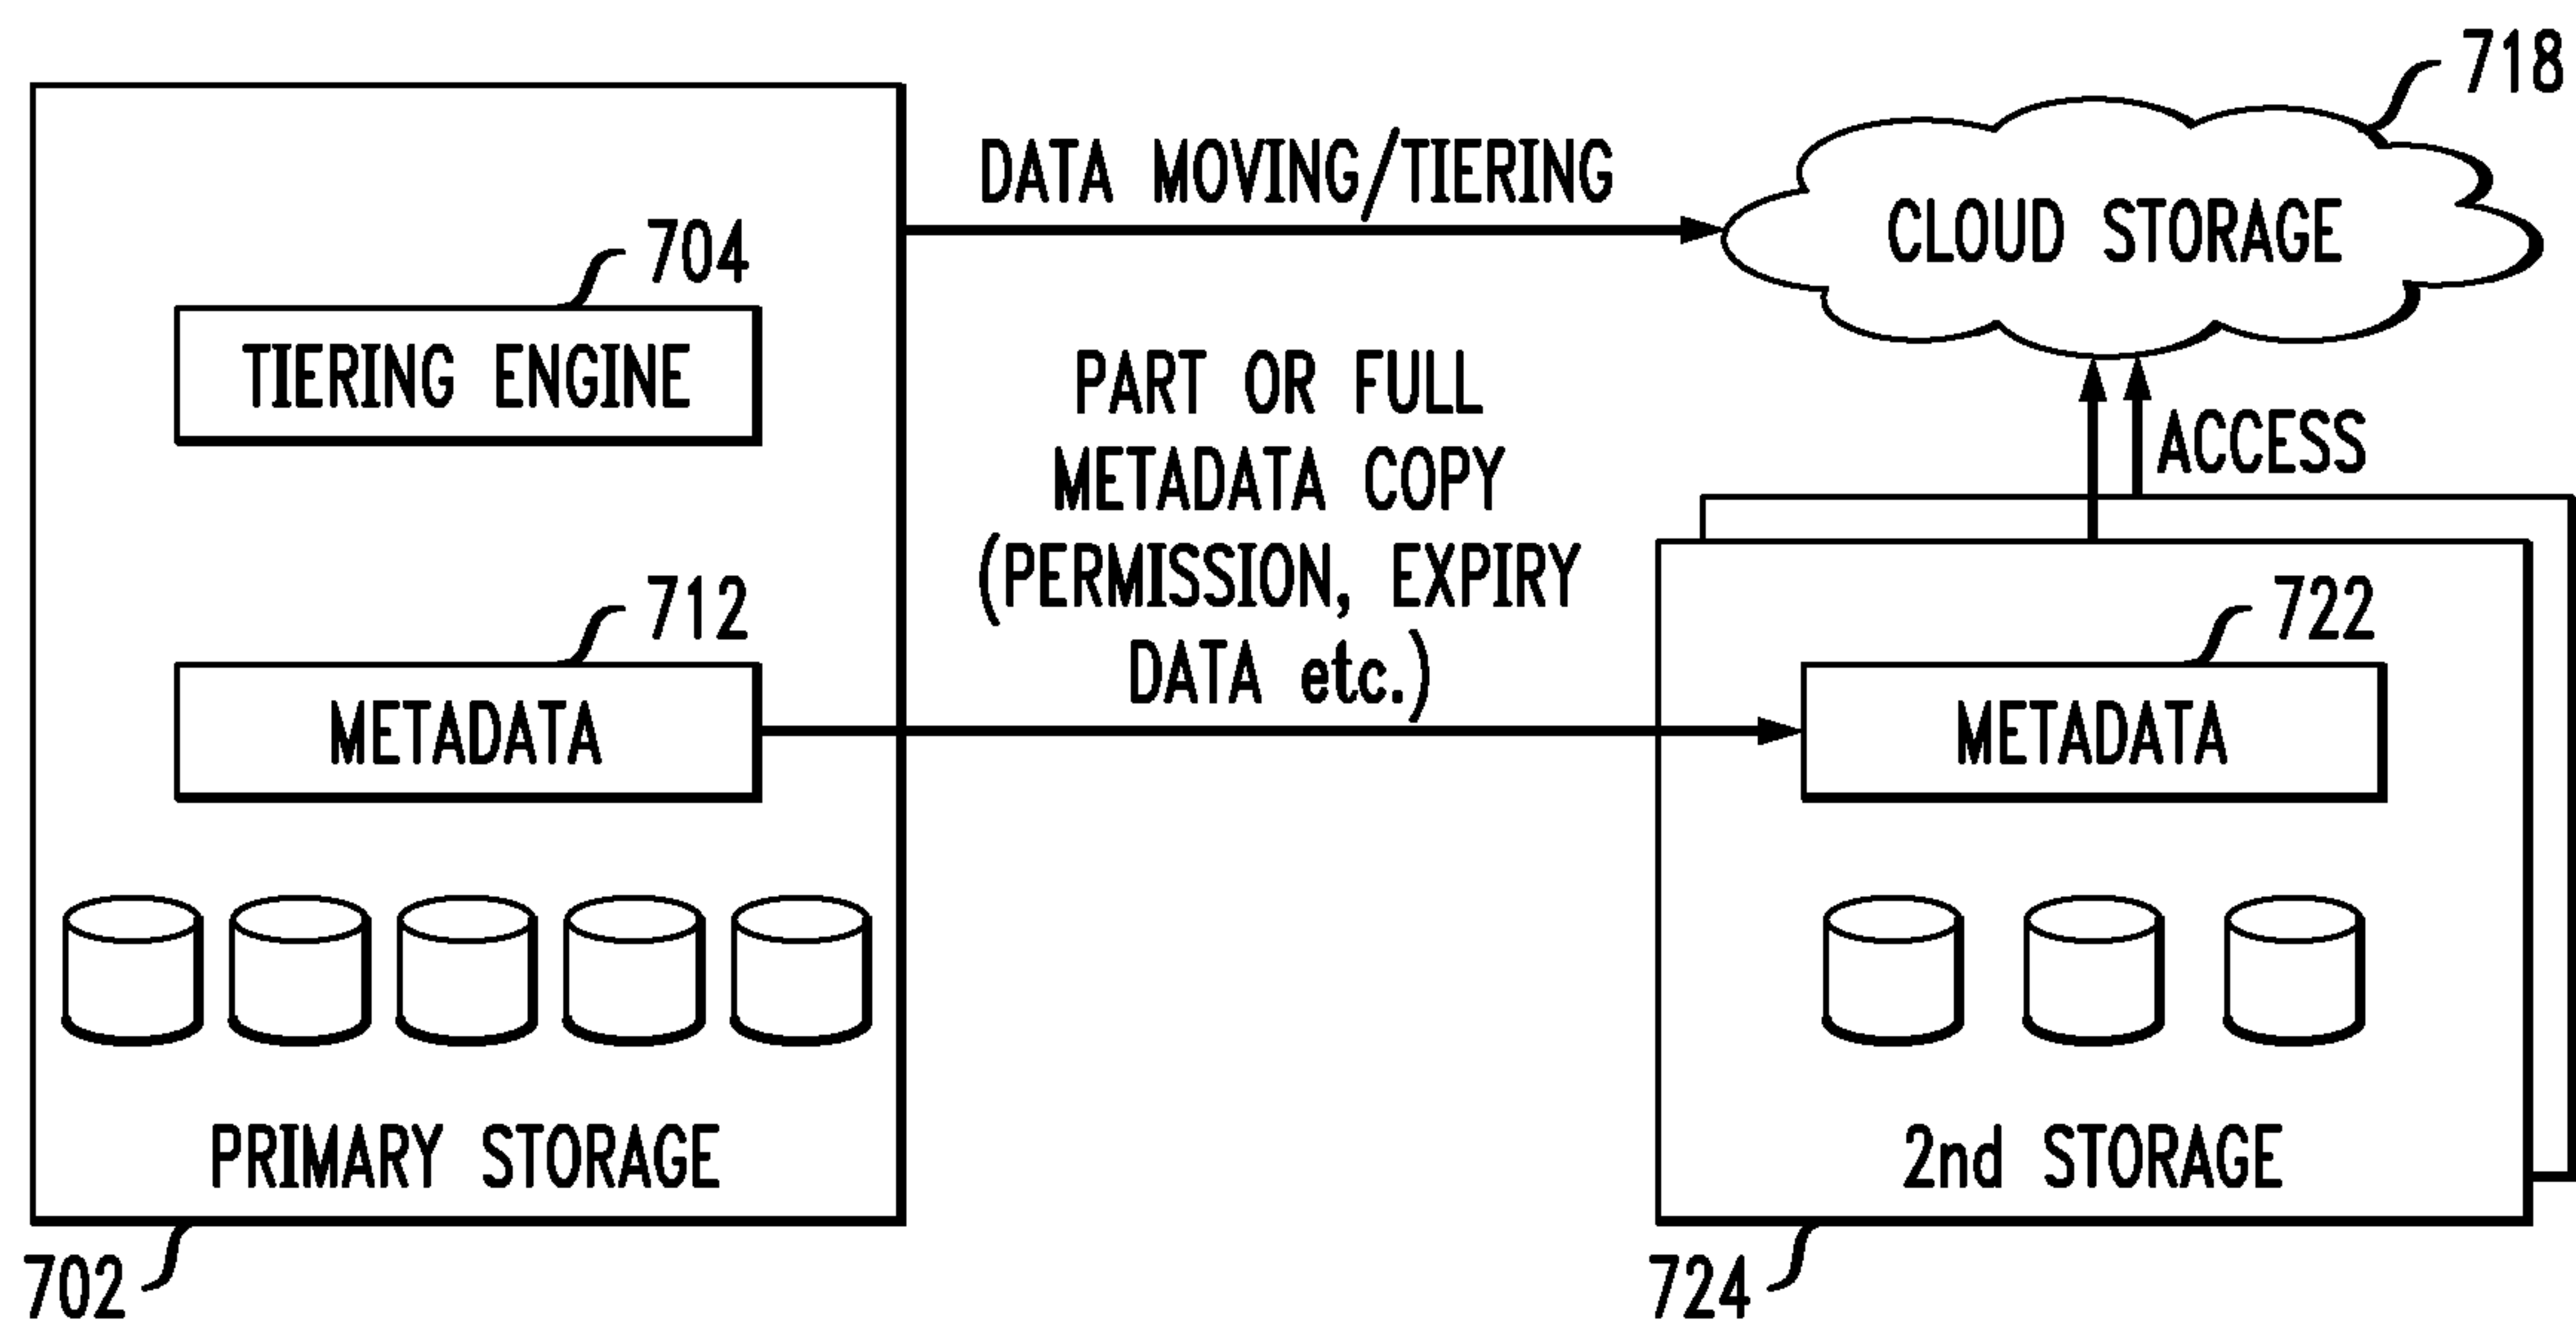 718
DATA MOVING/TIERING
CLOUD STORAGE
704
TIERING ENGINE
PART OR FULL
METADATA COPY
(PERMISSION, EXPIRY
DATA etc.)
ACCESS
712
METADATA
722
METADATA
PRIMARY STORAGE
2nd STORAGE
702
724